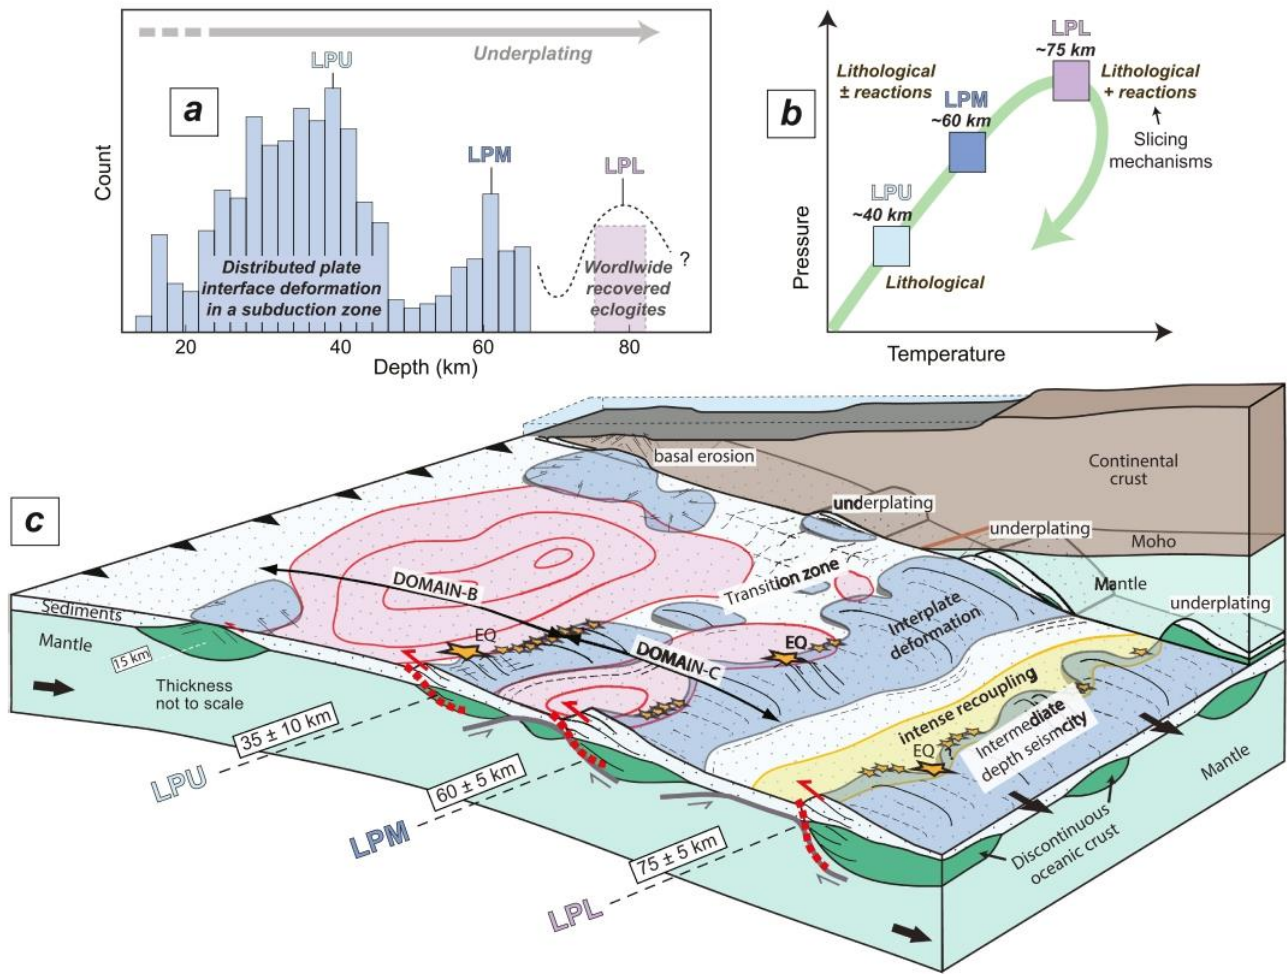 Underplating
LPU
a
LPM
LPL
Count
Distributed plate
interface deformation
in a subduction zone
Wordlwide
recovered
eclogites
?
20
40
60
80
Depth (km)
b
LPL
~75 km
Lithological
± reactions
Lithological
+ reactions
LPM
~60 km
Slicing
mechanisms
LPU
~40 km
Lithological
Pressure
Temperature
c
basal erosion
Continental
crust
underplating
underplating
Moho
Mantle
underplating
Transition zone
DOMAIN-B
Sediments
Mantle
15 km
Thickness
not to scale
EQ
EQ
DOMAIN-C
Interplate
deformation
intense recoupling
EQ
Intermediate
depth seismcity
Mantle
Discontinuous
oceanic crust
35 ± 10 km
LPU
60 ± 5 km
LPM
75 ± 5 km
LPL